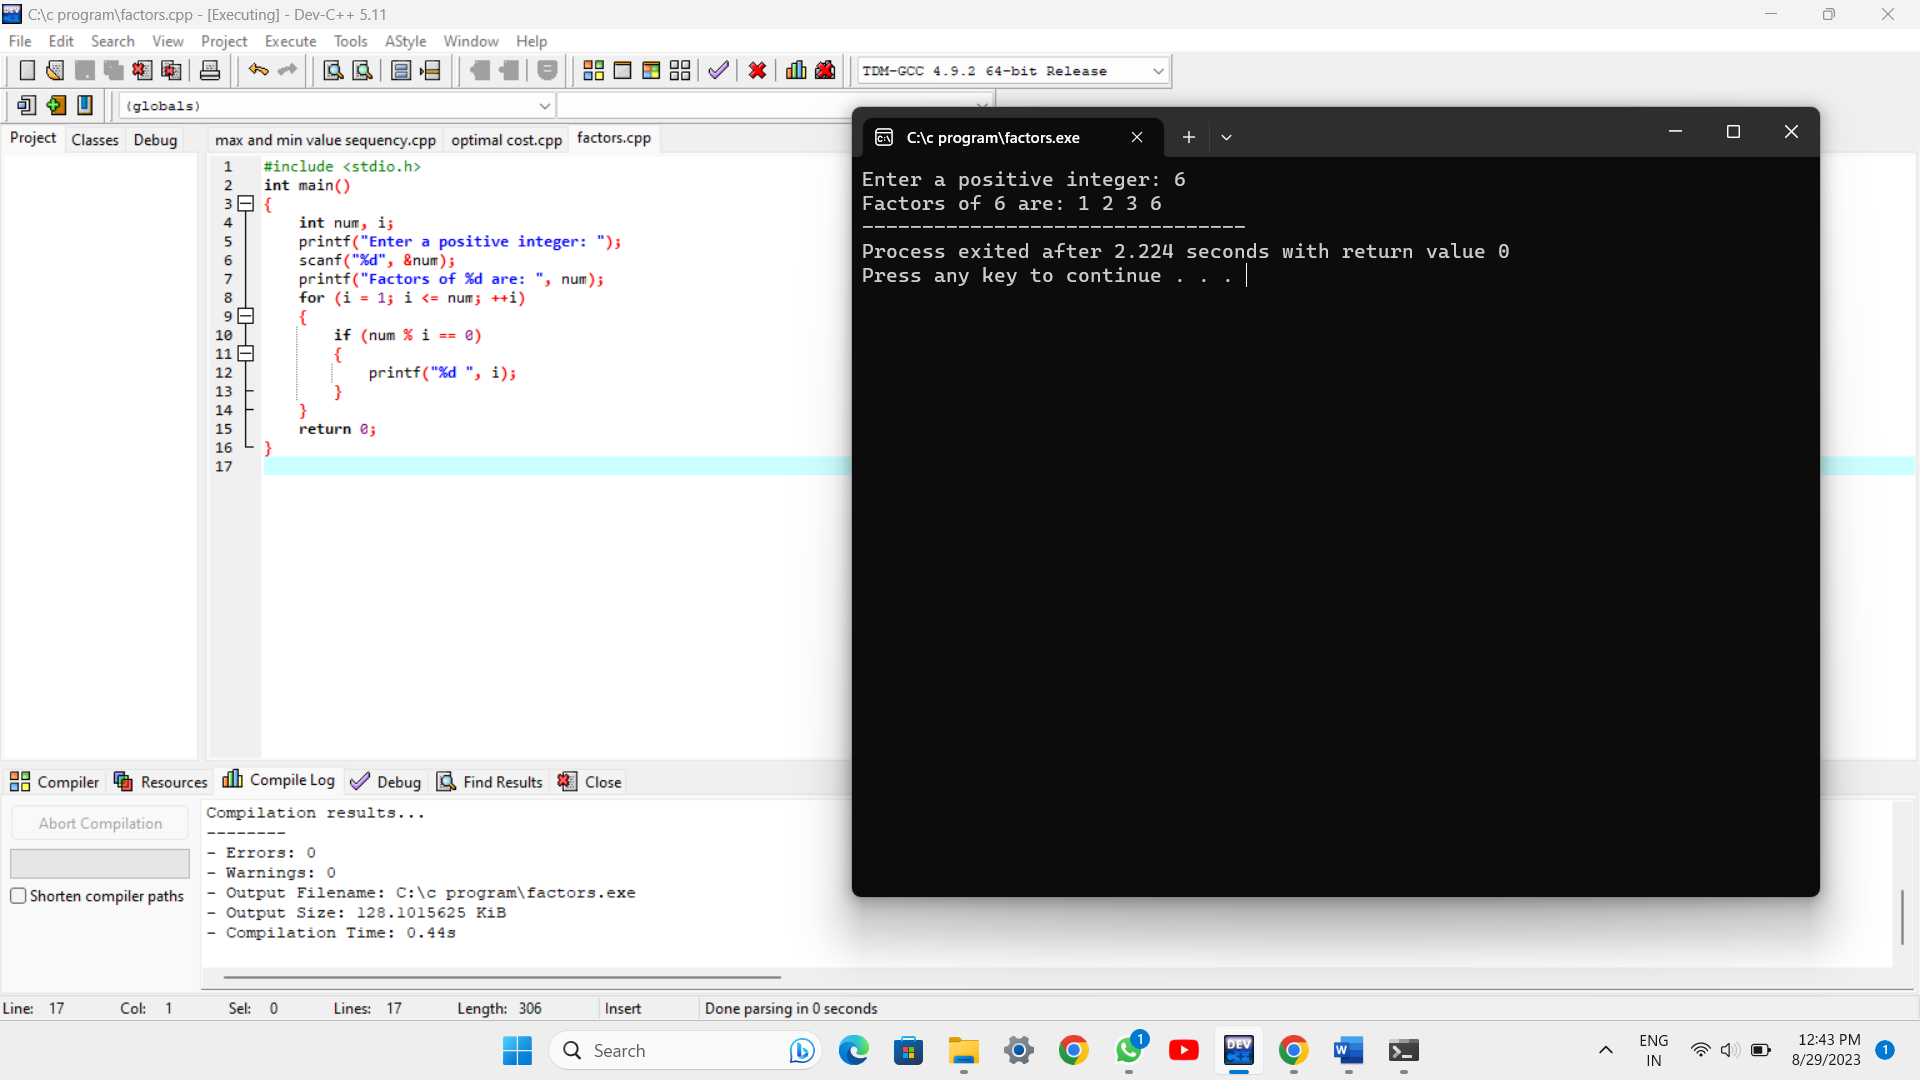 C:\c program\factors.cpp - [Executing] - Dev-C++ 5.11
File Edit Search View Project Execute Tools AStyle Window Help
TDM-GCC 4.9.2 64-bit Release
(globals)
Project Classes Debug
max and min value sequency.cpp optimal cost.cpp factors.cpp
1 #include <stdio.h>
2 int main()
3 {
4 int num, i;
5 printf("Enter a positive integer: ");
6 scanf("%d", &num);
7 printf("Factors of %d are: ", num);
8 for (i = 1; i <= num; ++i)
9 {
10 if (num % i == 0)
11 {
12 printf("%d ", i);
13 }
14 }
15 return 0;
16 }
17
C:\c program\factors.exe
Enter a positive integer: 6
Factors of 6 are: 1 2 3 6
--------------------------------
Process exited after 2.224 seconds with return value 0
Press any key to continue . . .
Compiler Resources Compile Log Debug Find Results Close
Abort Compilation
Shorten compiler paths
Compilation results...
--------
- Errors: 0
- Warnings: 0
- Output Filename: C:\c program\factors.exe
- Output Size: 128.1015625 KiB
- Compilation Time: 0.44s
Line: 17 Col: 1 Sel: 0 Lines: 17 Length: 306 Insert Done parsing in 0 seconds
Search
1
DEV
W
ENG
IN
12:43 PM
8/29/2023
1